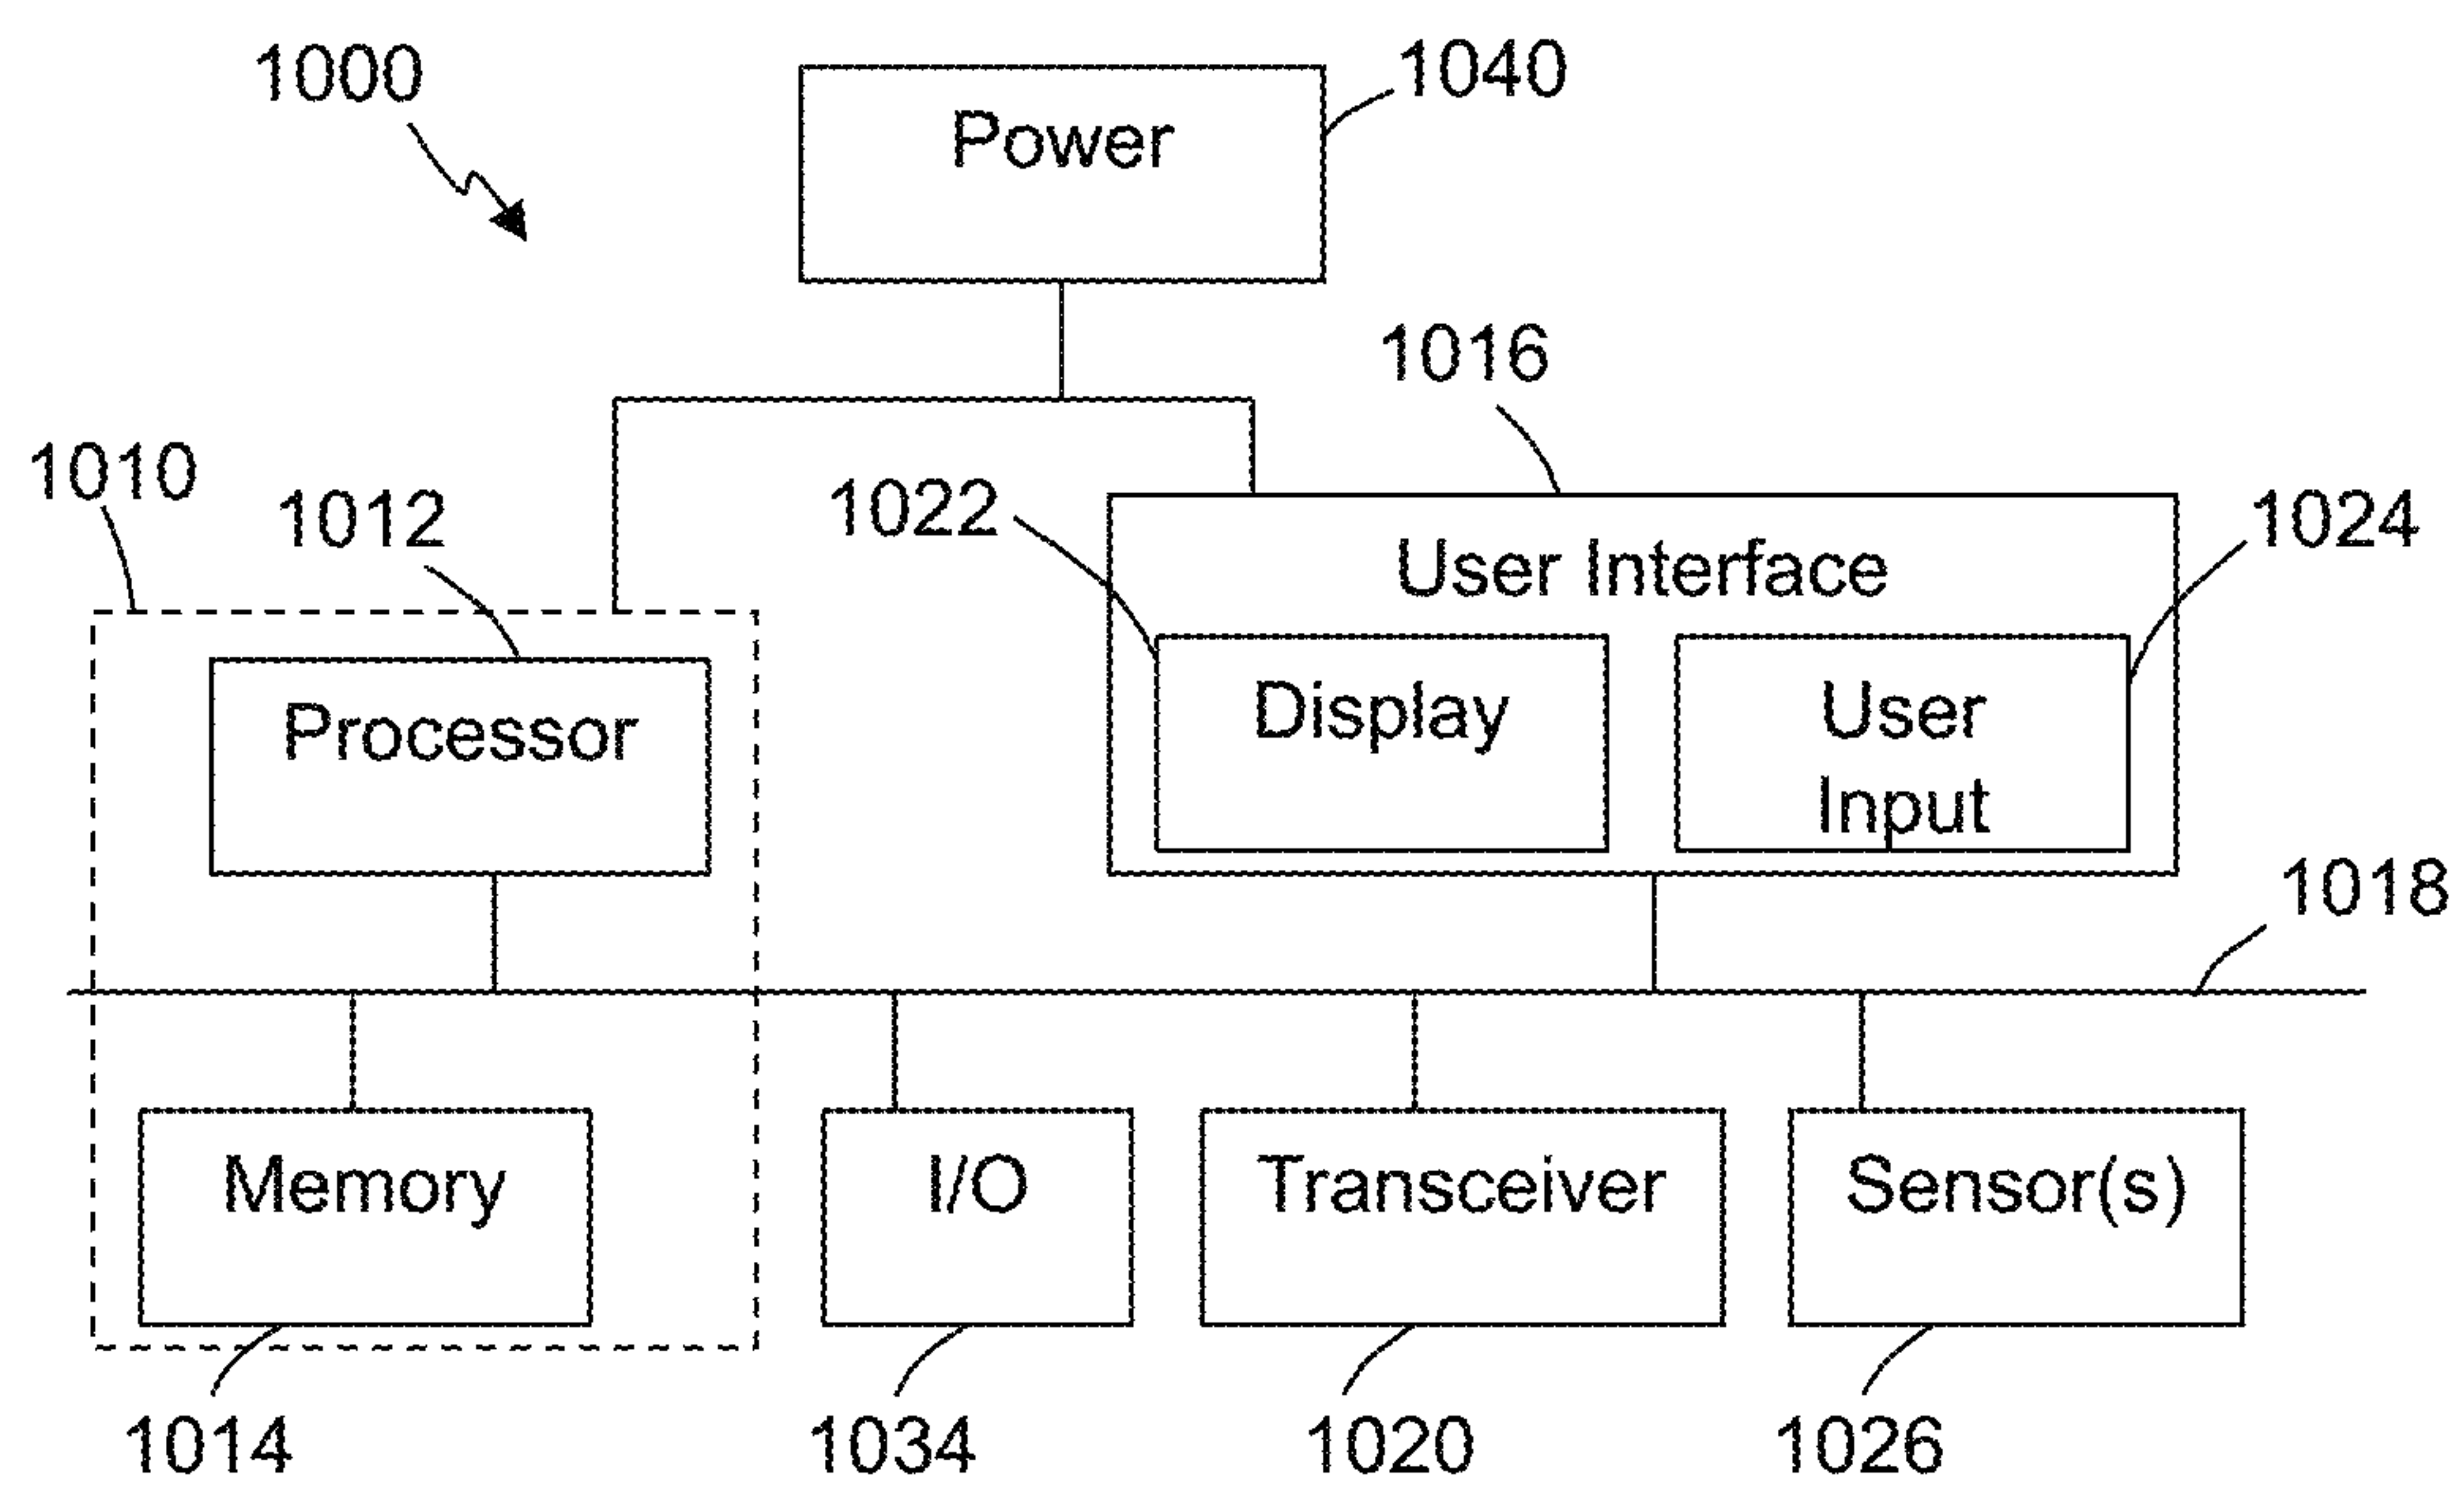 1000
1040
Power
1016
1010
1012
1022
1024
User Interface
Processor
Display
User
Input
1018
Memory
I/O
Transceiver
Sensor(s)
1014
1034
1020
1026